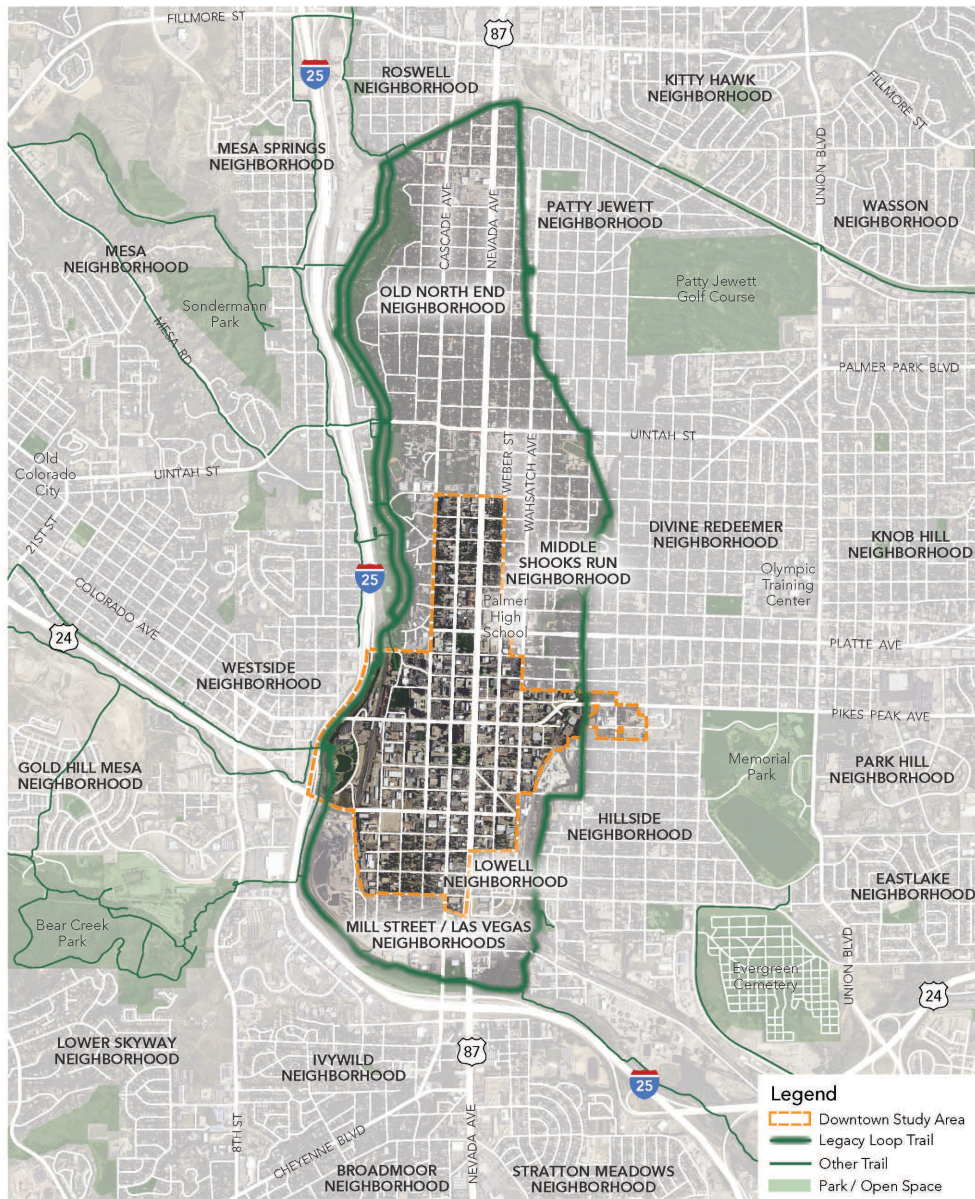 FILLMORE ST
87
25
ROSWELL
NEIGHBORHOOD
KITTY HAWK
NEIGHBORHOOD
FILLMORE ST
UNION BLVD
MESA SPRINGS
NEIGHBORHOOD
CASCADE AVE
NEVADA AVE
PATTY JEWETT
NEIGHBORHOOD
WASSON
NEIGHBORHOOD
MESA
NEIGHBORHOOD
Sondermann
Park
OLD NORTH END
NEIGHBORHOOD
Patty Jewett
Golf Course
MESA RD
PALMER PARK BLVD
UINTAH ST
Old
Colorado
City
UINTAH ST
WEBER ST
WAHSATCH AVE
21ST ST
DIVINE REDEEMER
NEIGHBORHOOD
KNOB HILL
NEIGHBORHOOD
MIDDLE
SHOOKS RUN
NEIGHBORHOOD
25
Olympic
Training
Center
COLORADO AVE
Palmer
High
School
24
PLATTE AVE
WESTSIDE
NEIGHBORHOOD
PIKES PEAK AVE
GOLD HILL MESA
NEIGHBORHOOD
Memorial
Park
PARK HILL
NEIGHBORHOOD
HILLSIDE
NEIGHBORHOOD
LOWELL
NEIGHBORHOOD
EASTLAKE
NEIGHBORHOOD
Bear Creek
Park
MILL STREET / LAS VEGAS
NEIGHBORHOODS
Evergreen
Cemetery
UNION BLVD
24
LOWER SKYWAY
NEIGHBORHOOD
87
IVYWILD
NEIGHBORHOOD
25
8TH ST
CHEYENNE BLVD
NEVADA AVE
BROADMOOR
NEIGHBORHOOD
STRATTON MEADOWS
NEIGHBORHOOD
Legend
Downtown Study Area
Legacy Loop Trail
Other Trail
Park / Open Space